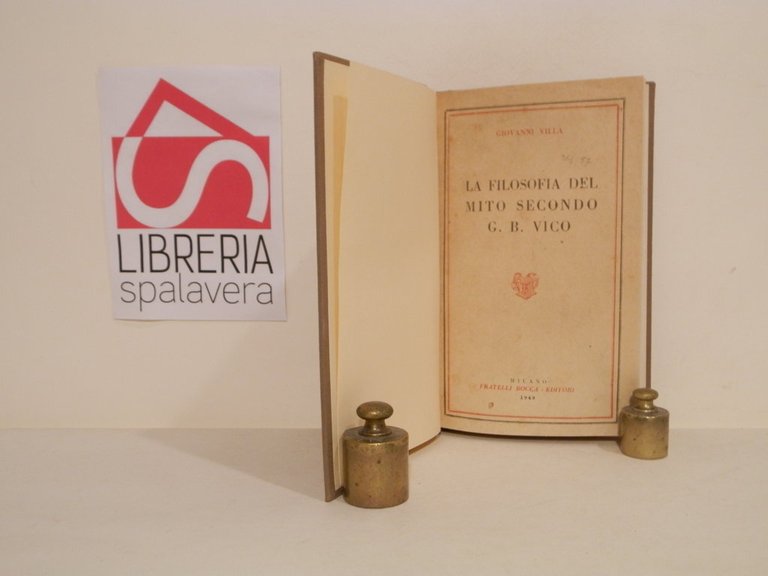 LIBRERIA
spalavera
GIOVANNI VILLA
LA FILOSOFIA DEL
MITO SECONDO
G. B. VICO
MILANO
FRATELLI BOCCA - EDITORI
1949